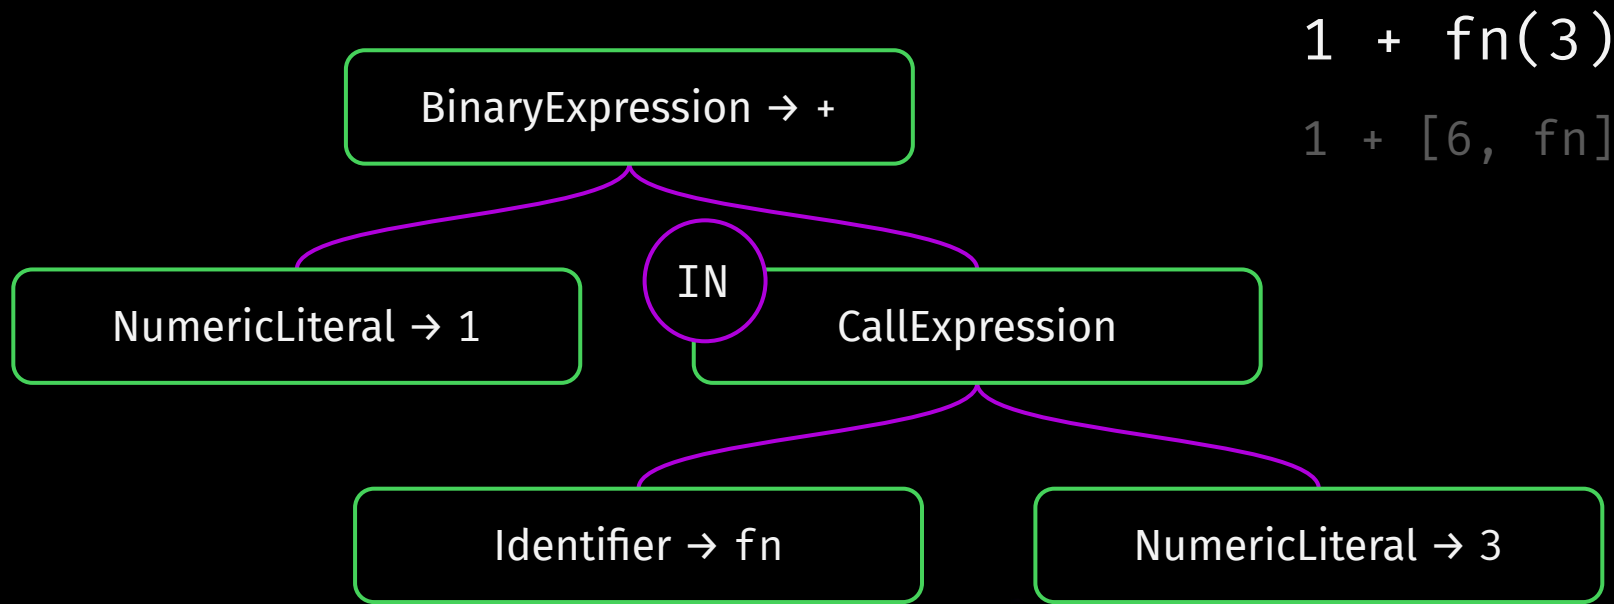 1 + fn(3)
1 + [6, fn]
BinaryExpression → +
IN
NumericLiteral → 1
CallExpression
Identifier → fn
NumericLiteral → 3